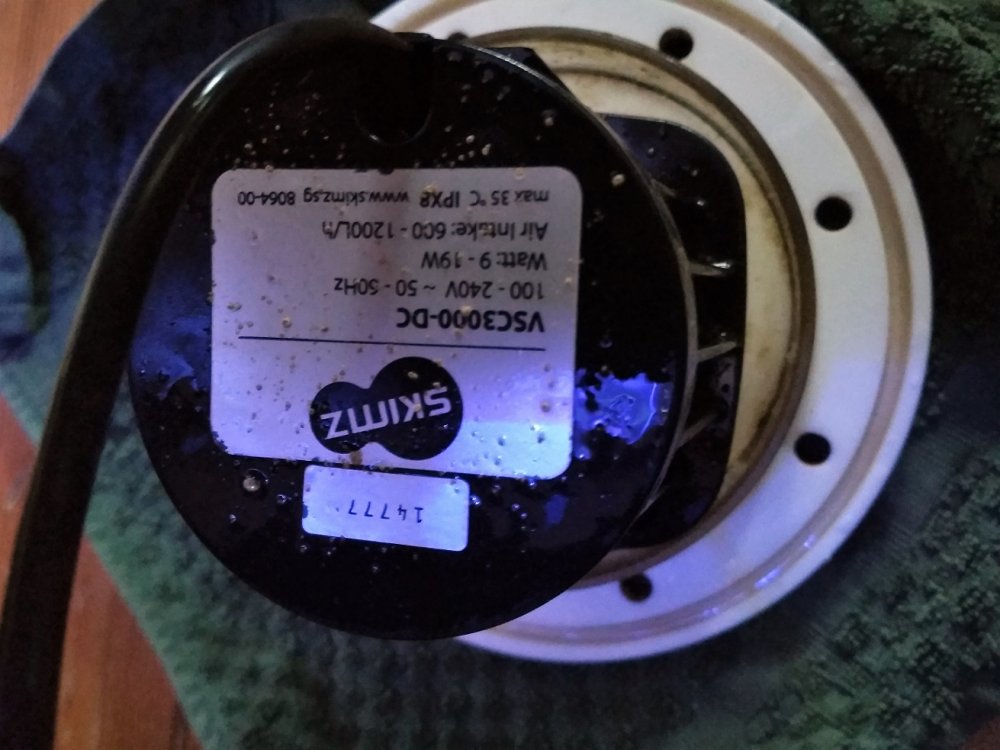 14777
SKIMZ
VSC3000-DC
100 - 240V ~ 50 - 50Hz
Watt: 9 - 19W
Air Intake: 600 - 1200L/h
max 35°C IPX8 www.skimz.sg 8064-00